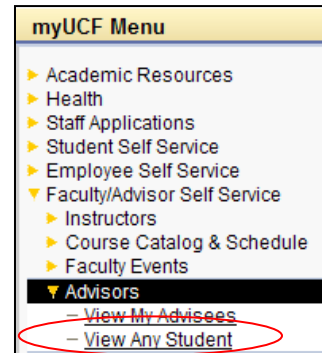 myUCF Menu
Academic Resources
Health
Staff Applications
Student Self Service
Employee Self Service
Faculty/Advisor Self Service
Instructors
Course Catalog & Schedule
Faculty Events
Advisors
– View My Advisees
– View Any Student